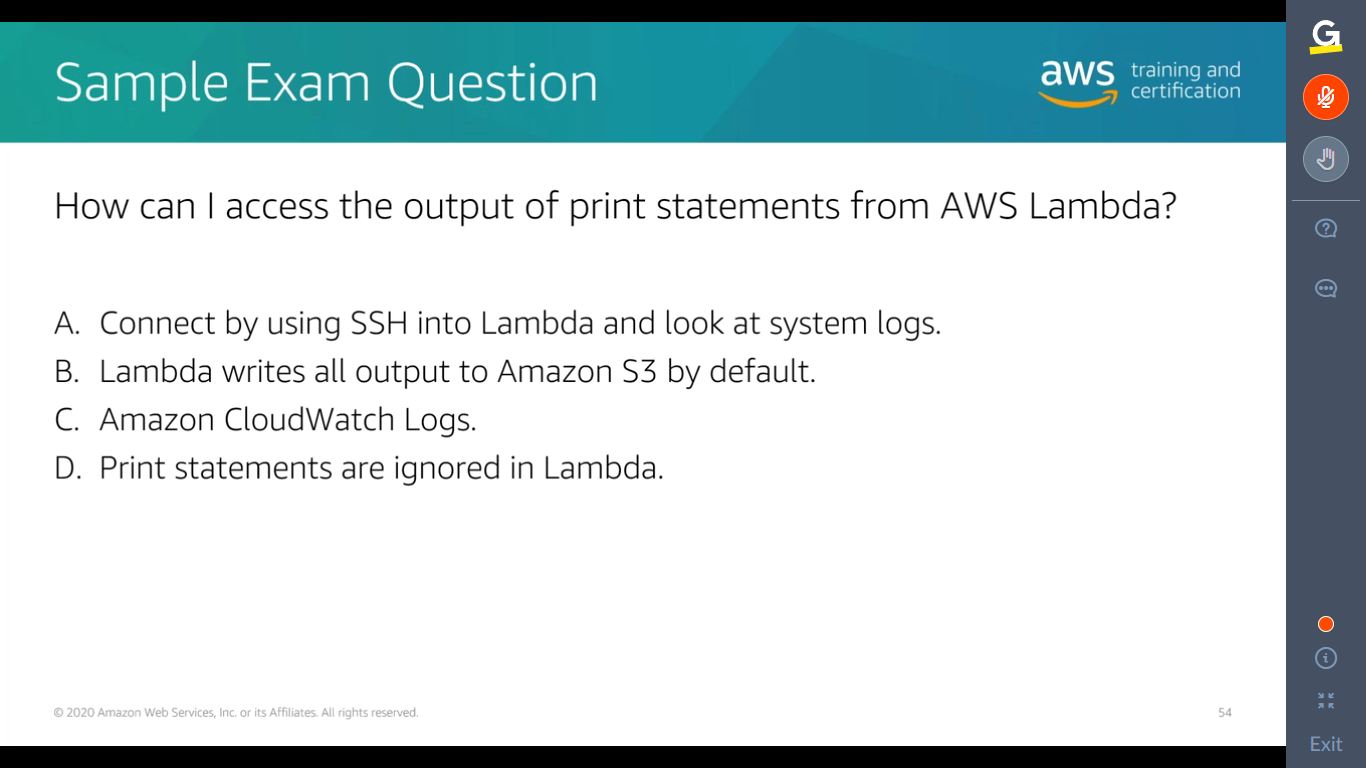 Sample Exam Question
aws training and
certification
How can I access the output of print statements from AWS Lambda?
A. Connect by using SSH into Lambda and look at system logs.
B. Lambda writes all output to Amazon S3 by default.
C. Amazon CloudWatch Logs.
D. Print statements are ignored in Lambda.
© 2020 Amazon Web Services, Inc. or its Affiliates. All rights reserved.
54
G
Exit